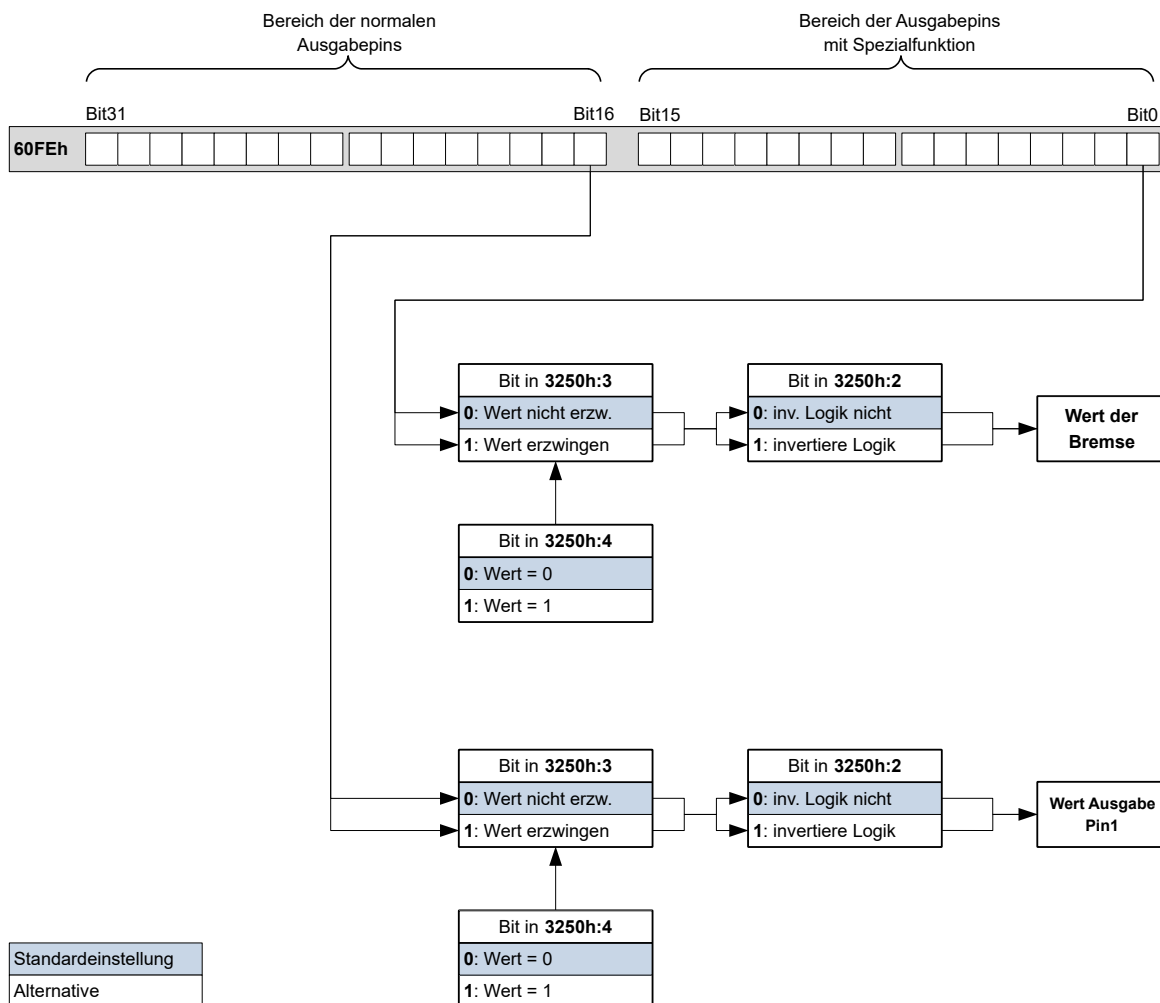 Bereich der normalen
Ausgabepins
Bereich der Ausgabepins
mit Spezialfunktion
Bit31
Bit16
Bit15
Bit0
60FEh
Bit in 3250h:3
0: Wert nicht erzw.
1: Wert erzwingen
Bit in 3250h:2
0: inv. Logik nicht
1: invertiere Logik
Wert der
Bremse
Bit in 3250h:4
0: Wert = 0
1: Wert = 1
Bit in 3250h:3
0: Wert nicht erzw.
1: Wert erzwingen
Bit in 3250h:2
0: inv. Logik nicht
1: invertiere Logik
Wert Ausgabe
Pin1
Bit in 3250h:4
0: Wert = 0
1: Wert = 1
Standardeinstellung
Alternative